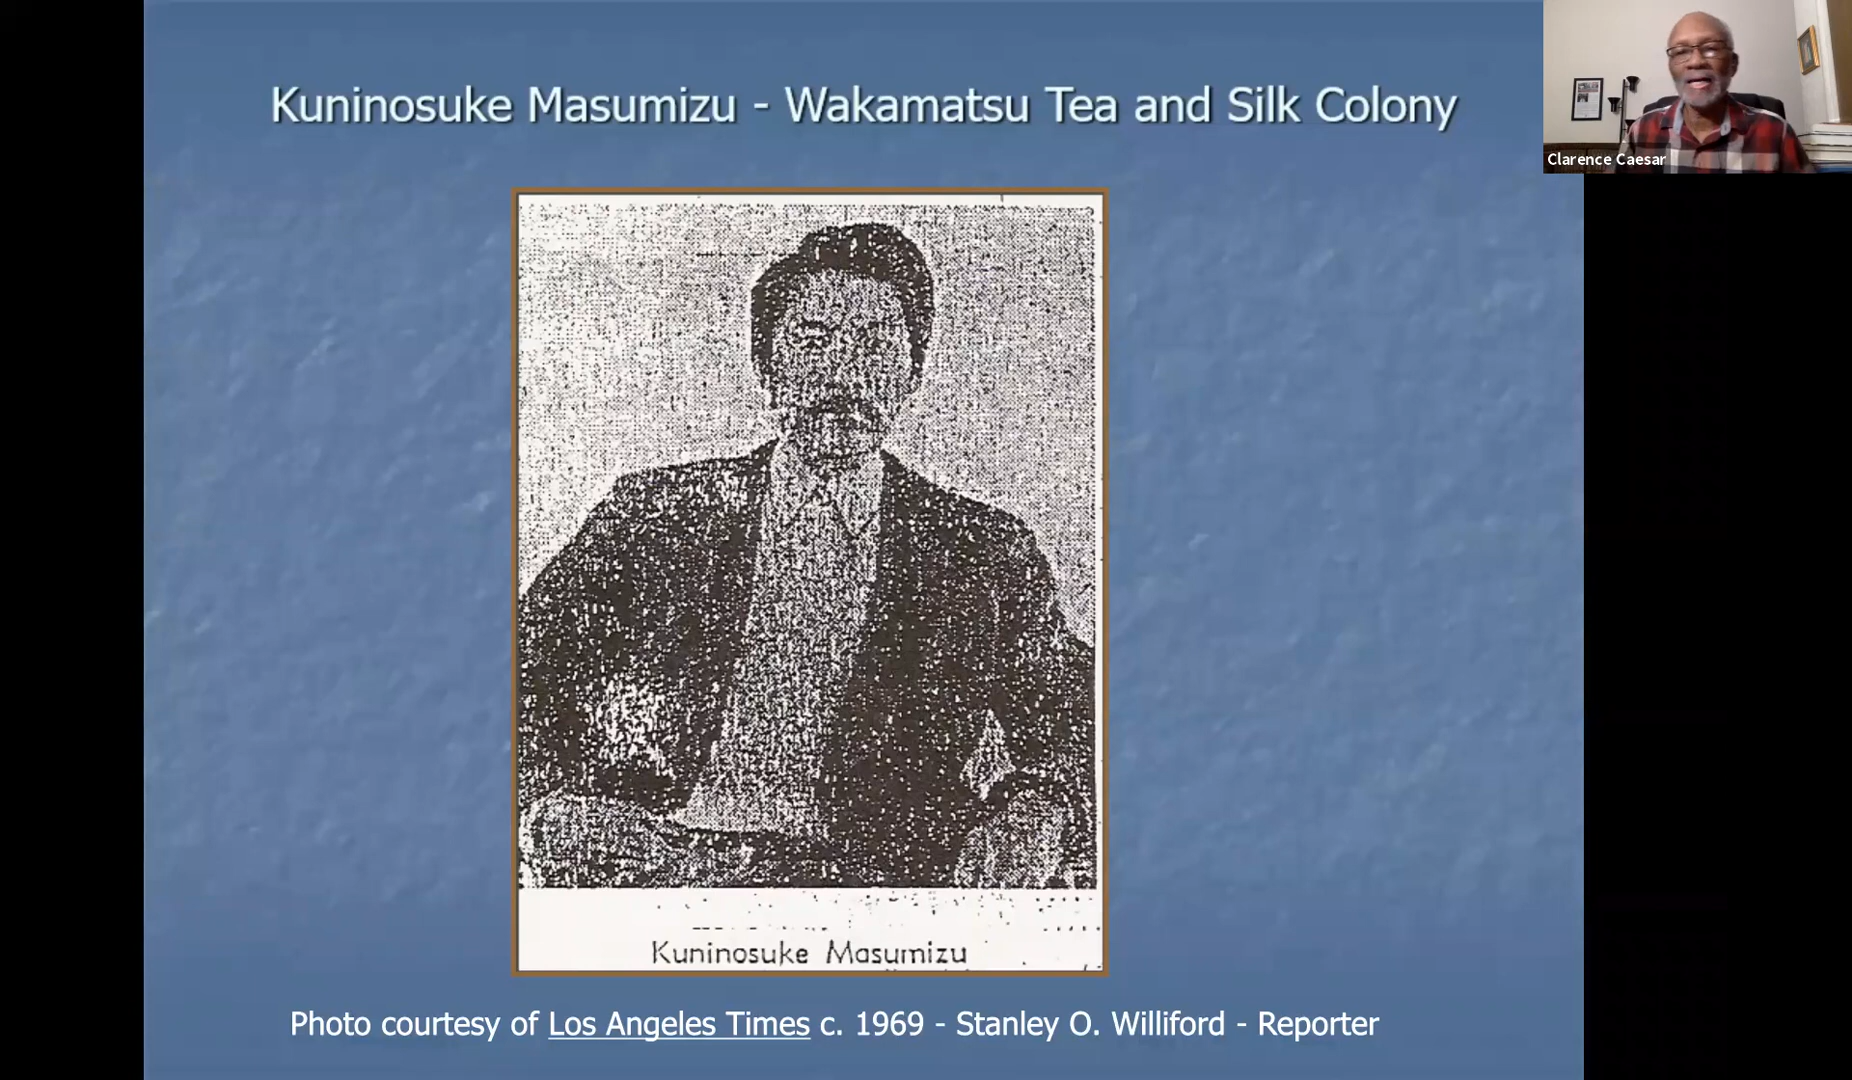 Kuninosuke Masumizu - Wakamatsu Tea and Silk Colony
Clarence Caesar
Kuninosuke Masumizu
Photo courtesy of Los Angeles Times c. 1969 - Stanley O. Williford - Reporter